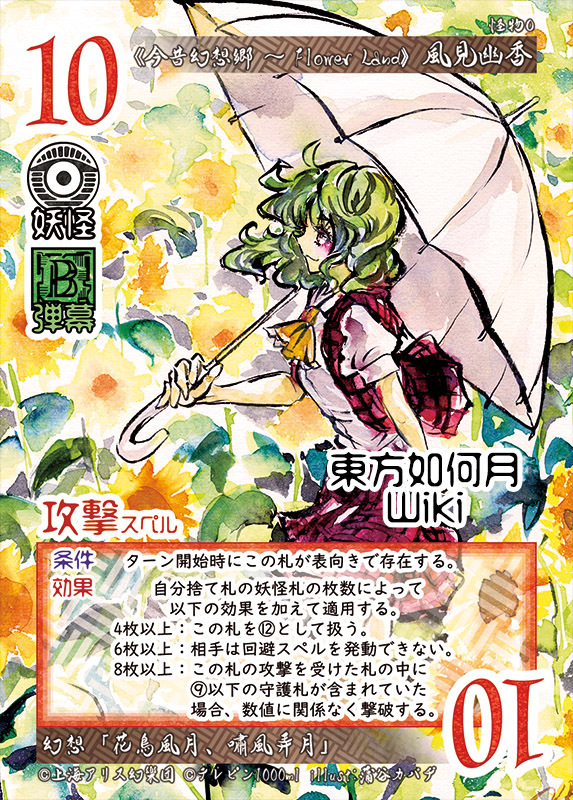 怪物0
10
《今昔幻想郷 ～ Flower Land》 風見幽香
妖怪
B
弾幕
東方如何月
Wiki
攻撃スペル
条件 ターン開始時にこの札が表向きで存在する。
効果 自分捨て札の妖怪札の枚数によって
以下の効果を加えて適用する。
4枚以上：この札を⑫として扱う。
6枚以上：相手は回避スペルを発動できない。
8枚以上：この札の攻撃を受けた札の中に
⑨以下の守護札が含まれていた
場合、数値に関係なく撃破する。
10
幻想「花鳥風月、嘯風弄月」
©上海アリス幻樂団 ©テレビン1000ml illust:蒲谷カバヂ